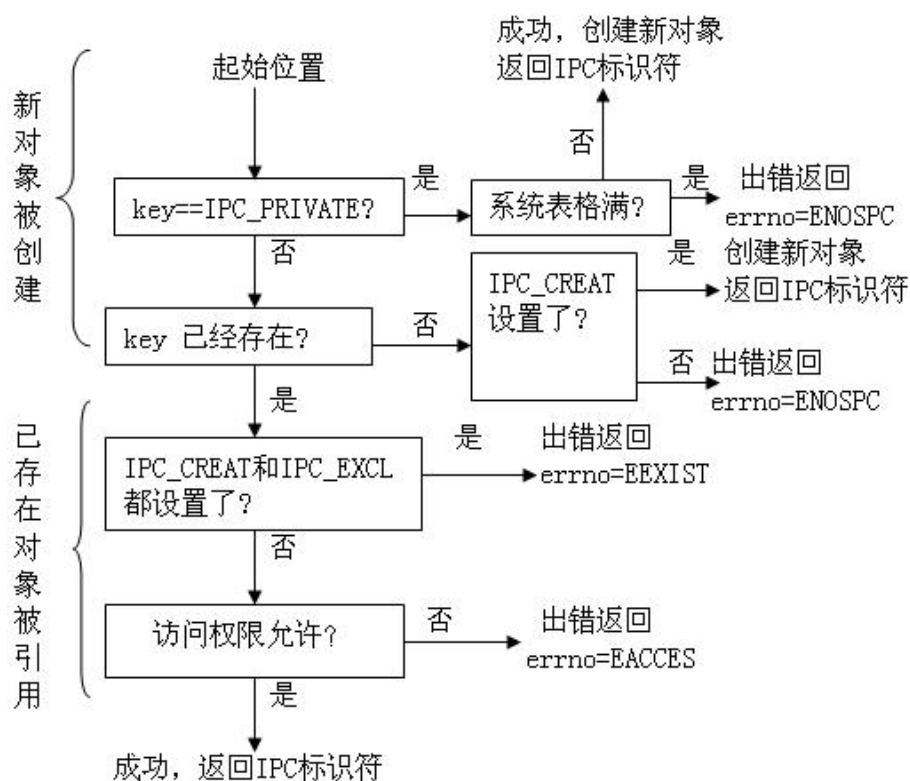 成功，创建新对象
返回IPC标识符
起始位置
新对象被创建
否
是
是
出错返回
errno=ENOSPC
key==IPC_PRIVATE?
系统表格满?
否
是
创建新对象
返回IPC标识符
IPC_CREAT
设置了?
key 已经存在?
否
否
出错返回
errno=ENOSPC
是
已存在对象被引用
是
出错返回
errno=EEXIST
IPC_CREAT和IPC_EXCL
都设置了?
否
访问权限允许?
否
出错返回
errno=EACCES
是
成功，返回IPC标识符